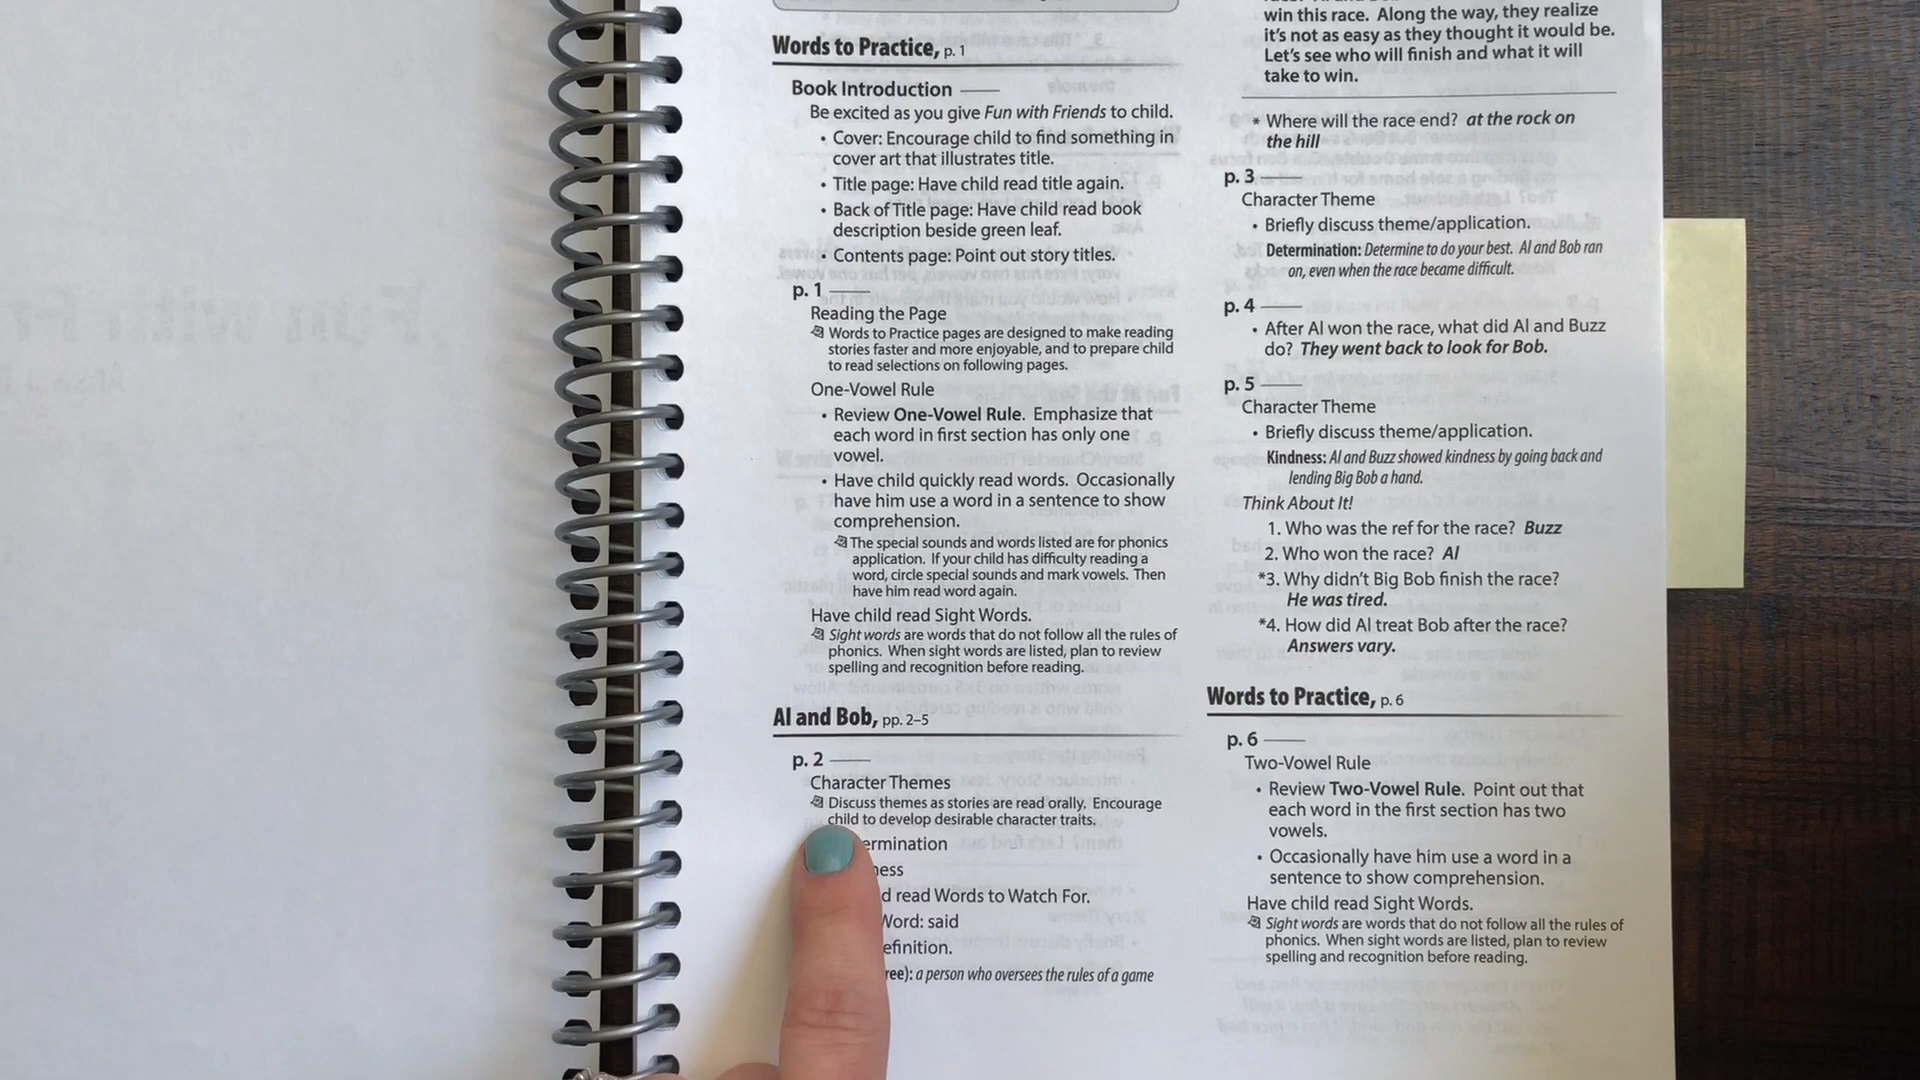 Words to Practice, p. 1
Book Introduction
Be excited as you give Fun with Friends to child.
• Cover: Encourage child to find something in
cover art that illustrates title.
• Title page: Have child read title again.
• Back of Title page: Have child read book
description beside green leaf.
• Contents page: Point out story titles.
p. 1
Reading the Page
Words to Practice pages are designed to make reading
stories faster and more enjoyable, and to prepare child
to read selections on following pages.
One-Vowel Rule
• Review One-Vowel Rule. Emphasize that
each word in first section has only one
vowel.
• Have child quickly read words. Occasionally
have him use a word in a sentence to show
comprehension.
The special sounds and words listed are for phonics
application. If your child has difficulty reading a
word, circle special sounds and mark vowels. Then
have him read word again.
Have child read Sight Words.
Sight words are words that do not follow all the rules of
phonics. When sight words are listed, plan to review
spelling and recognition before reading.
Al and Bob, pp. 2–5
p. 2
Character Themes
Discuss themes as stories are read orally. Encourage
child to develop desirable character traits.
ermination
ness
d read Words to Watch For.
Word: said
efinition.
ree): a person who oversees the rules of a game
win this race. Along the way, they realize
it's not as easy as they thought it would be.
Let's see who will finish and what it will
take to win.
* Where will the race end? at the rock on
the hill
p. 3
Character Theme
• Briefly discuss theme/application.
Determination: Determine to do your best. Al and Bob ran
on, even when the race became difficult.
p. 4
• After Al won the race, what did Al and Buzz
do? They went back to look for Bob.
p. 5
Character Theme
• Briefly discuss theme/application.
Kindness: Al and Buzz showed kindness by going back and
lending Big Bob a hand.
Think About It!
1. Who was the ref for the race? Buzz
2. Who won the race? Al
*3. Why didn't Big Bob finish the race?
He was tired.
*4. How did Al treat Bob after the race?
Answers vary.
Words to Practice, p. 6
p. 6
Two-Vowel Rule
• Review Two-Vowel Rule. Point out that
each word in the first section has two
vowels.
• Occasionally have him use a word in a
sentence to show comprehension.
Have child read Sight Words.
Sight words are words that do not follow all the rules of
phonics. When sight words are listed, plan to review
spelling and recognition before reading.